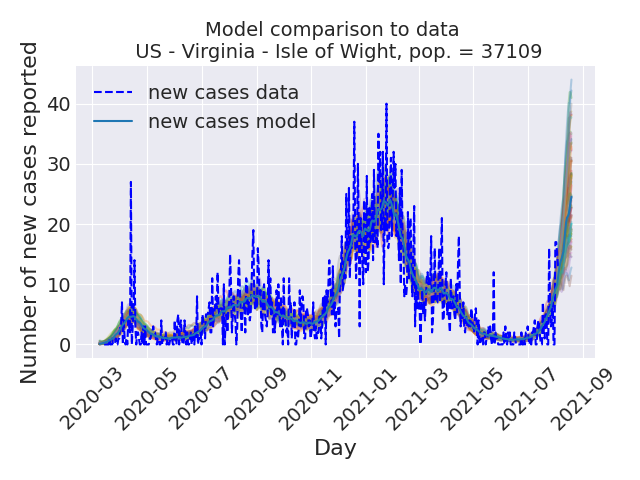 Model comparison to data
US - Virginia - Isle of Wight, pop. = 37109
Number of new cases reported
40
30
20
10
0
new cases data
new cases model
2020-03
2020-05
2020-07
2020-09
2020-11
2021-01
2021-03
2021-05
2021-07
2021-09
Day